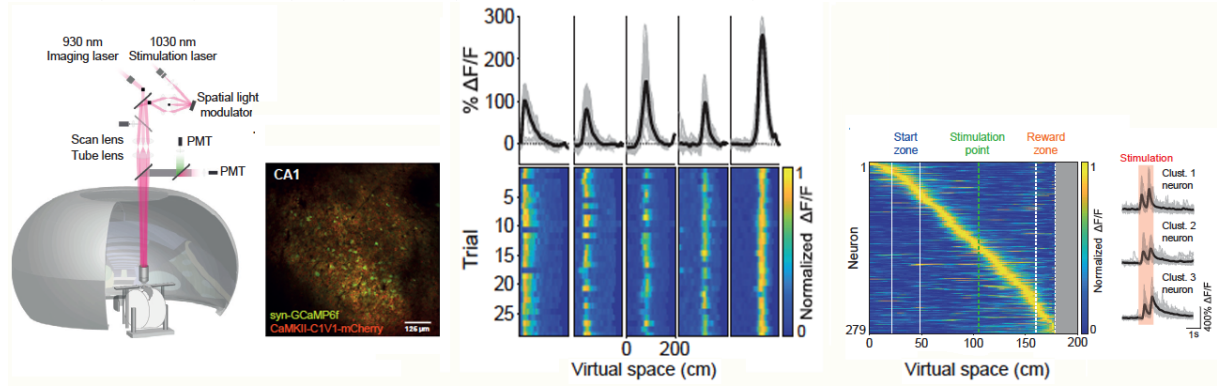 930 nm
Imaging laser
1030 nm
Stimulation laser
Spatial light
modulator
Scan lens
Tube lens
PMT
PMT
CA1
syn-GCaMP6f
CaMKII-C1V1-mCherry
125 µm
% ΔF/F
300
200
100
0
Trial
5
10
15
20
25
0 200
Virtual space (cm)
1
0
Normalized ΔF/F
Start
zone
Stimulation
point
Reward
zone
Neuron
1
279
0 50 100 150 200
Virtual space (cm)
1
0
Normalized ΔF/F
Stimulation
Clust. 1
neuron
Clust. 2
neuron
Clust. 3
neuron
400% ΔF/F
1s